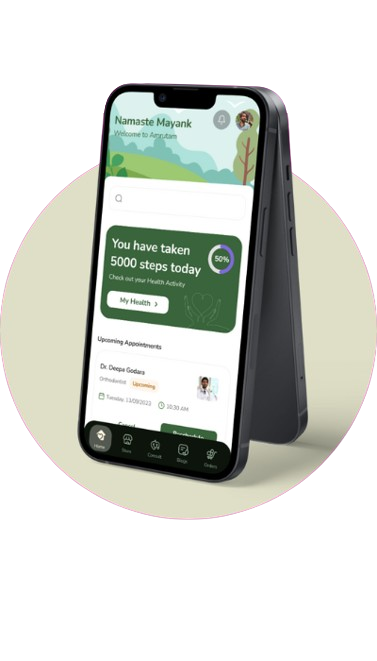 Namaste Mayank
Welcome to Amrutam
You have taken
5000 steps today
50%
Check out your Health Activity
My Health
Upcoming Appointments
Dr. Deepa Godara
Orthodontist
Upcoming
Tuesday, 13/09/2023
10:30 AM
Cancel
Reschedule
Home
Store
Consult
Orders